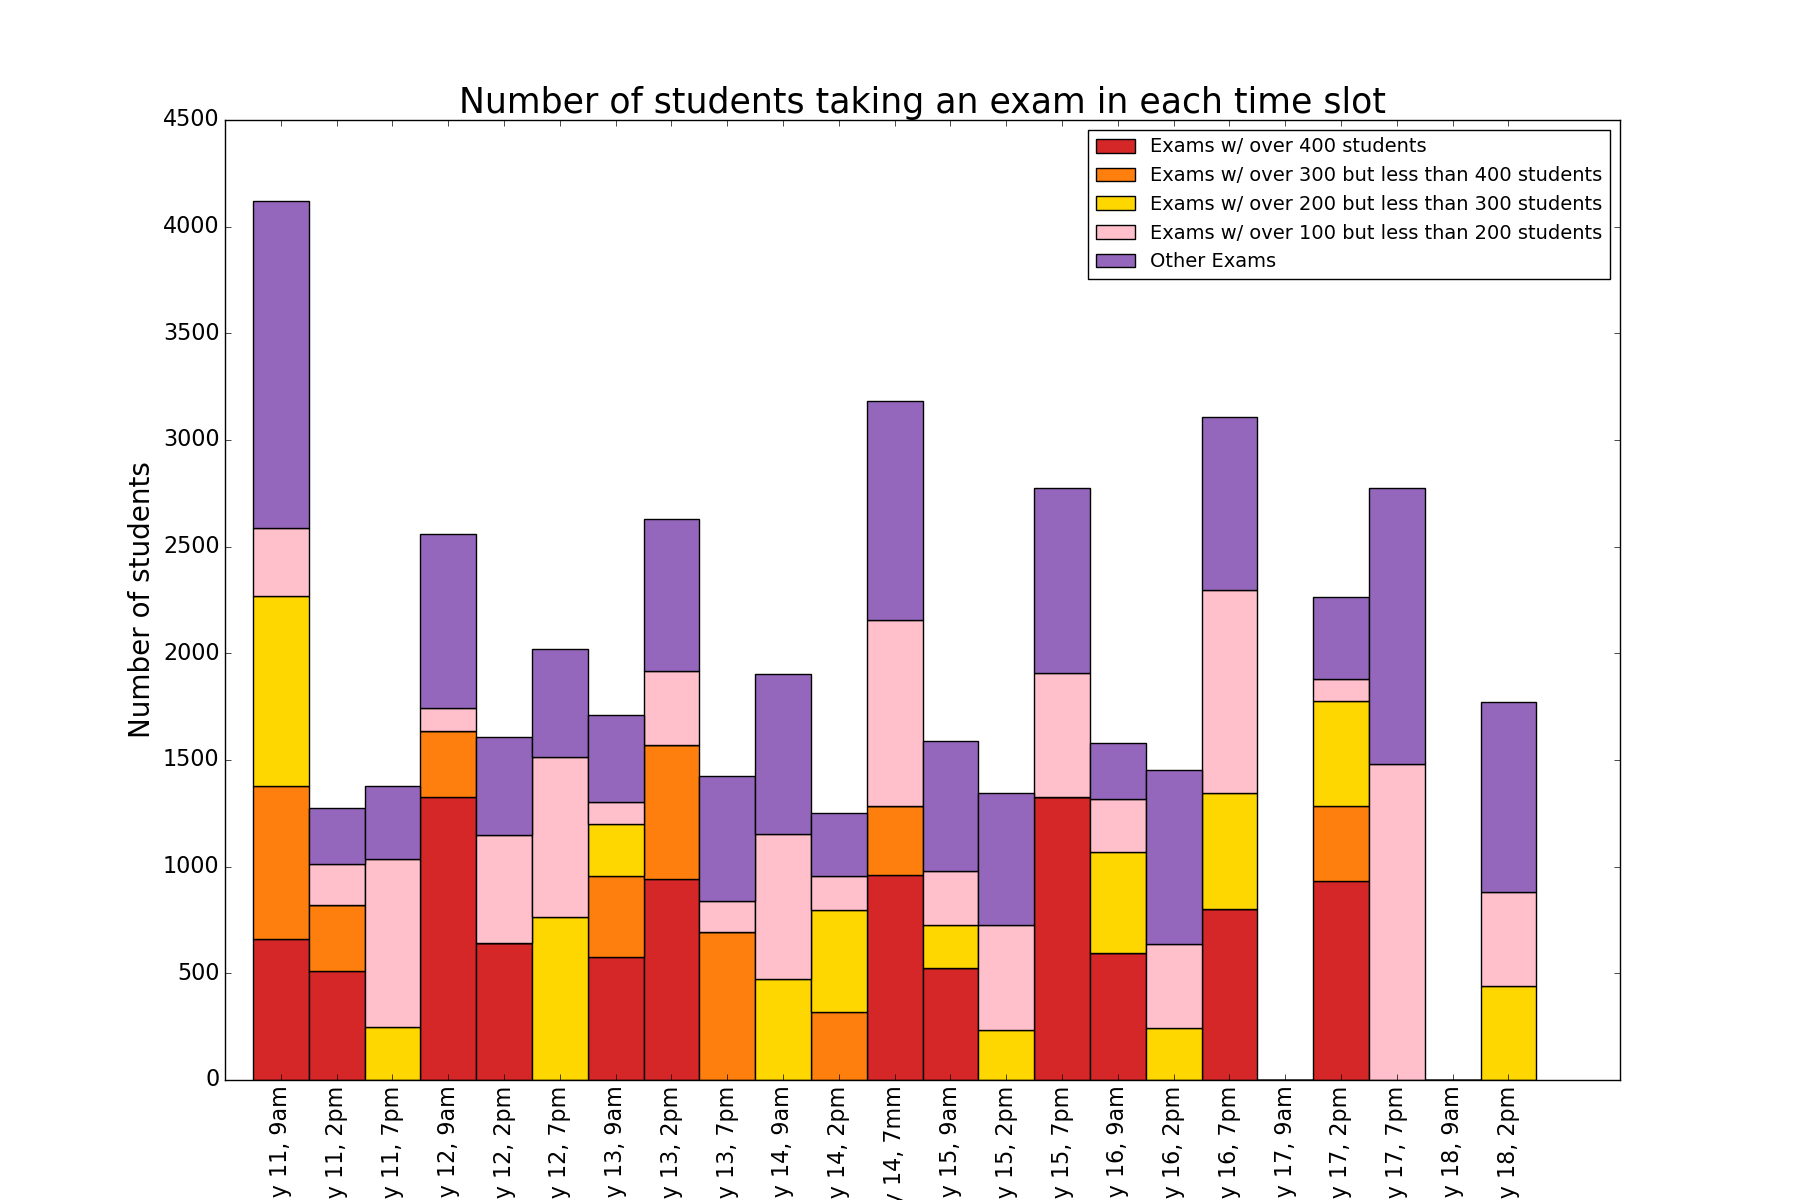 Number of students taking an exam in each time slot
4500
4000
3500
3000
2500
2000
1500
1000
500
0
Number of students
Exams w/ over 400 students
Exams w/ over 300 but less than 400 students
Exams w/ over 200 but less than 300 students
Exams w/ over 100 but less than 200 students
Other Exams
y 11, 9am
y 11, 2pm
y 11, 7pm
y 12, 9am
y 12, 2pm
y 12, 7pm
y 13, 9am
y 13, 2pm
y 13, 7pm
y 14, 9am
y 14, 2pm
y 14, 7mm
y 15, 9am
y 15, 2pm
y 15, 7pm
y 16, 9am
y 16, 2pm
y 16, 7pm
y 17, 9am
y 17, 2pm
y 17, 7pm
y 18, 9am
y 18, 2pm